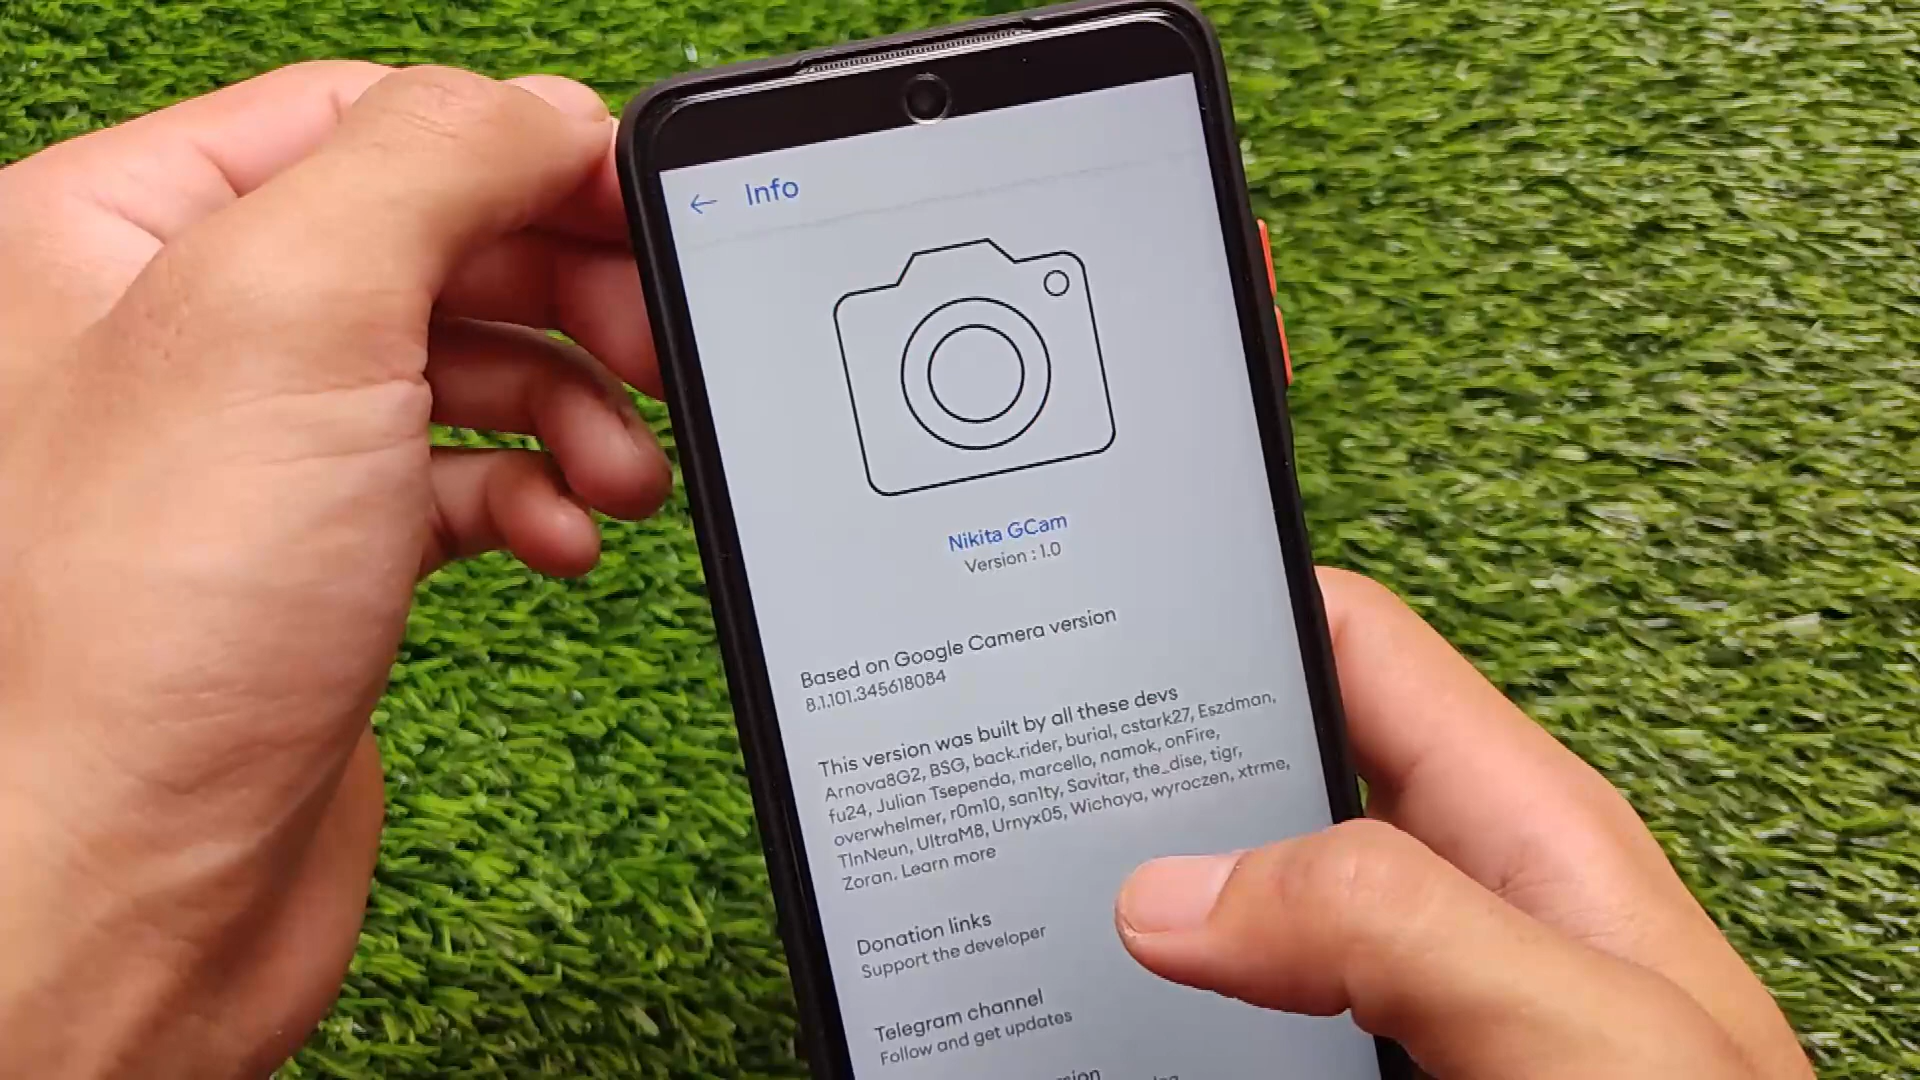 Info
Nikita GCam
Version : 1.0
Based on Google Camera version
8.1.101.345618084
This version was built by all these devs
Arnova8G2, BSG, back.rider, burial, cstark27, Eszdman,
fu24, Julian Tsependa, marcello, namok, onFire,
overwhelmer, r0m10, san1ty, Savitar, the_dise, tigr,
TlnNeun, UltraM8, Urnyx05, Wichaya, wyroczen, xtrme,
Zoran. Learn more
Donation links
Support the developer
Telegram channel
Follow and get updates